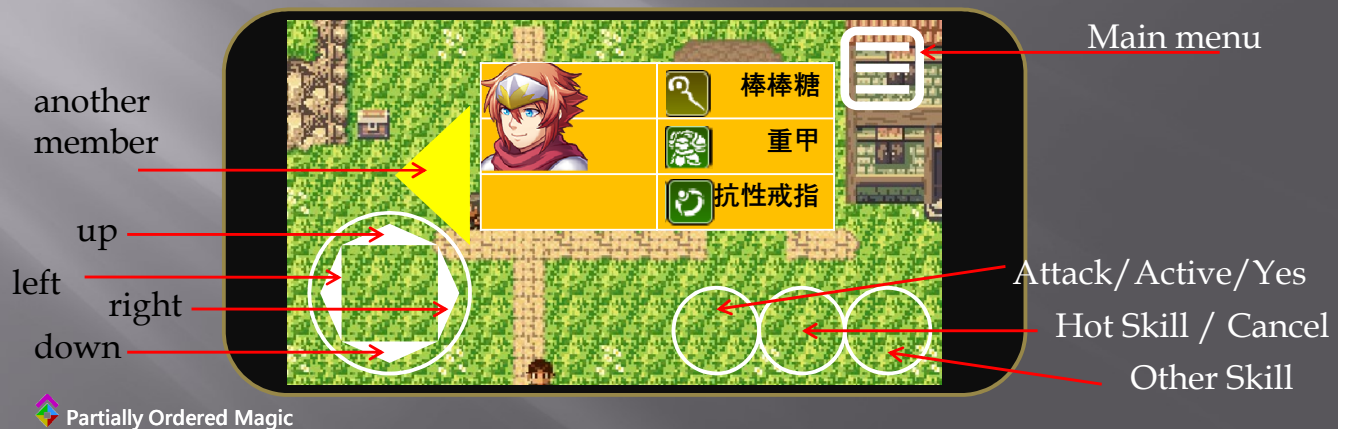 Main menu
another
member
棒棒糖
重甲
抗性戒指
up
left
right
down
Attack/Active/Yes
Hot Skill / Cancel
Other Skill
Partially Ordered Magic